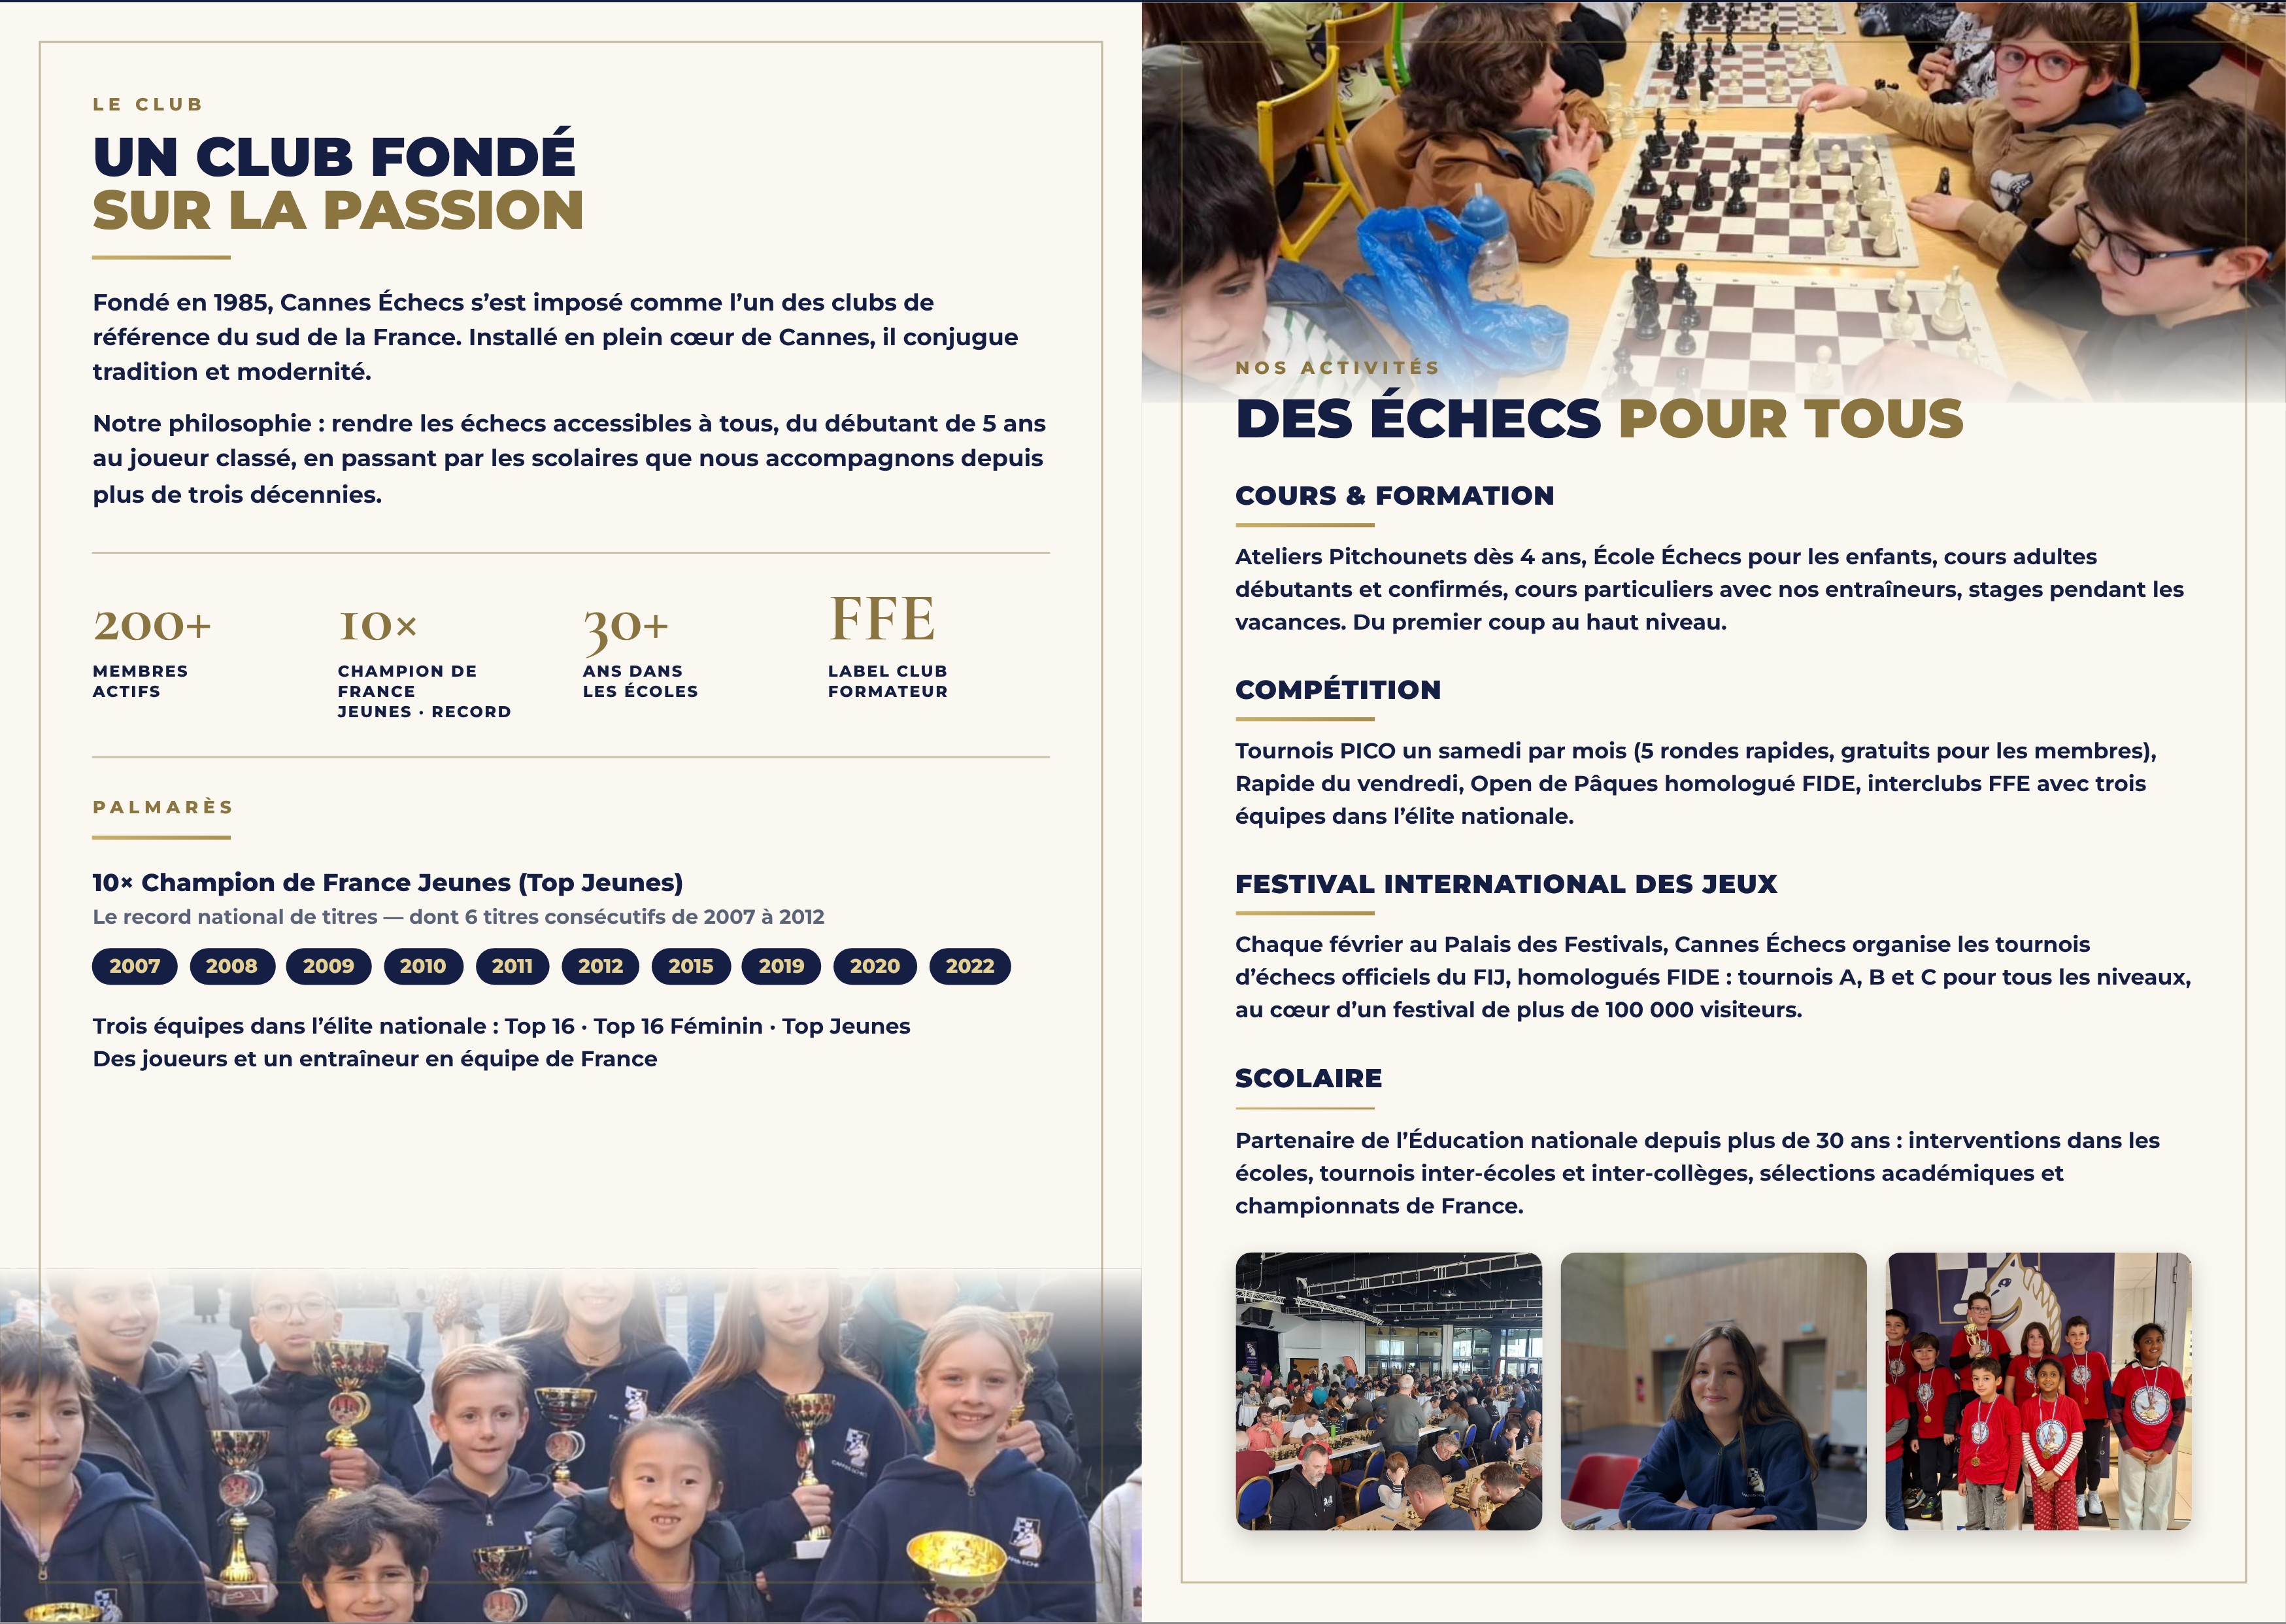 LE CLUB
UN CLUB FONDÉ
SUR LA PASSION
Fondé en 1985, Cannes Échecs s’est imposé comme l’un des clubs de
référence du sud de la France. Installé en plein cœur de Cannes, il conjugue
tradition et modernité.
Notre philosophie : rendre les échecs accessibles à tous, du débutant de 5 ans
au joueur classé, en passant par les scolaires que nous accompagnons depuis
plus de trois décennies.
200+
MEMBRES
ACTIFS
10×
CHAMPION DE
FRANCE
JEUNES · RECORD
30+
ANS DANS
LES ÉCOLES
FFE
LABEL CLUB
FORMATEUR
PALMARÈS
10× Champion de France Jeunes (Top Jeunes)
Le record national de titres — dont 6 titres consécutifs de 2007 à 2012
2007 2008 2009 2010 2011 2012 2015 2019 2020 2022
Trois équipes dans l’élite nationale : Top 16 · Top 16 Féminin · Top Jeunes
Des joueurs et un entraîneur en équipe de France
NOS ACTIVITÉS
DES ÉCHECS POUR TOUS
COURS & FORMATION
Ateliers Pitchounets dès 4 ans, École Échecs pour les enfants, cours adultes
débutants et confirmés, cours particuliers avec nos entraîneurs, stages pendant les
vacances. Du premier coup au haut niveau.
COMPÉTITION
Tournois PICO un samedi par mois (5 rondes rapides, gratuits pour les membres),
Rapide du vendredi, Open de Pâques homologué FIDE, interclubs FFE avec trois
équipes dans l’élite nationale.
FESTIVAL INTERNATIONAL DES JEUX
Chaque février au Palais des Festivals, Cannes Échecs organise les tournois
d’échecs officiels du FIJ, homologués FIDE : tournois A, B et C pour tous les niveaux,
au cœur d’un festival de plus de 100 000 visiteurs.
SCOLAIRE
Partenaire de l’Éducation nationale depuis plus de 30 ans : interventions dans les
écoles, tournois inter-écoles et inter-collèges, sélections académiques et
championnats de France.